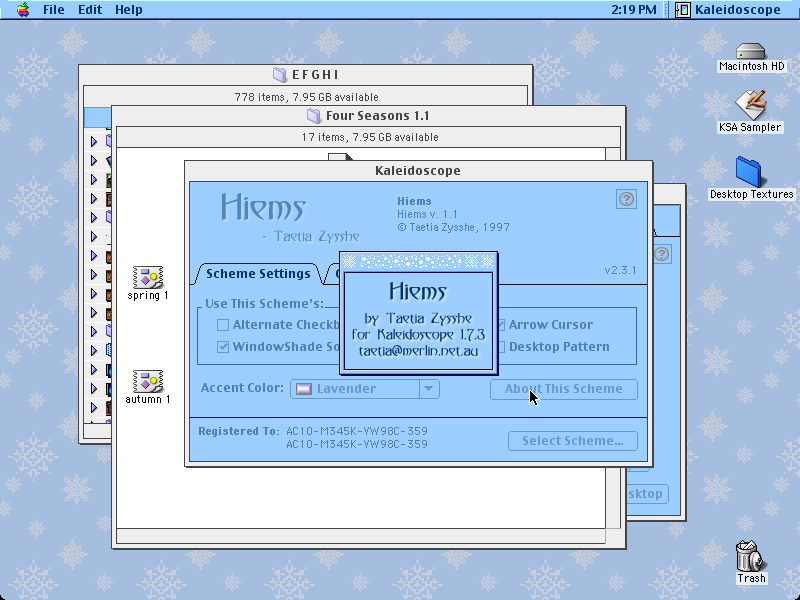 File Edit Help 2:19 PM Kaleidoscope
Macintosh HD
KSA Sampler
Desktop Textures
Trash
E F G H I
778 items, 7.95 GB available
Four Seasons 1.1
17 items, 7.95 GB available
spring 1
autumn 1
Kaleidoscope
Hiems
- Taetia Zysshe
Hiems
Hiems v. 1.1
© Taetia Zysshe, 1997
Scheme Settings
v2.3.1
Use This Scheme's:
Alternate Checkb
WindowShade So
Arrow Cursor
Desktop Pattern
Accent Color: Lavender
About This Scheme
Registered To: AC10-M345K-YW98C-359
AC10-M345K-YW98C-359
Select Scheme...
Hiems
by Taetia Zysshe
for Kaleidoscope 1.7.3
taetia@merlin.net.au
sktop